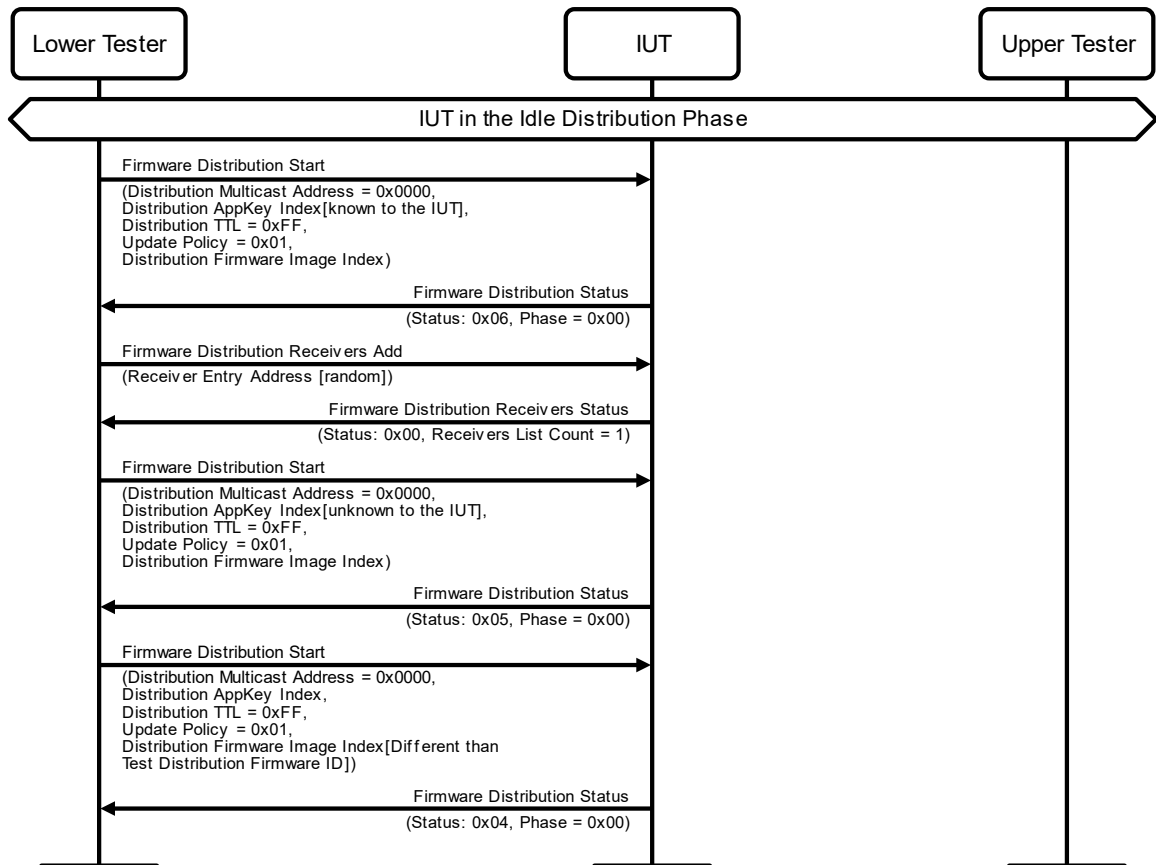 Lower Tester
IUT
Upper Tester
IUT in the Idle Distribution Phase
Firmware Distribution Start
(Distribution Multicast Address = 0x0000,
Distribution AppKey Index[known to the IUT],
Distribution TTL = 0xFF,
Update Policy = 0x01,
Distribution Firmware Image Index)
Firmware Distribution Status
(Status: 0x06, Phase = 0x00)
Firmware Distribution Receivers Add
(Receiver Entry Address [random])
Firmware Distribution Receivers Status
(Status: 0x00, Receivers List Count = 1)
Firmware Distribution Start
(Distribution Multicast Address = 0x0000,
Distribution AppKey Index[unknown to the IUT],
Distribution TTL = 0xFF,
Update Policy = 0x01,
Distribution Firmware Image Index)
Firmware Distribution Status
(Status: 0x05, Phase = 0x00)
Firmware Distribution Start
(Distribution Multicast Address = 0x0000,
Distribution AppKey Index,
Distribution TTL = 0xFF,
Update Policy = 0x01,
Distribution Firmware Image Index[Different than
Test Distribution Firmware ID])
Firmware Distribution Status
(Status: 0x04, Phase = 0x00)